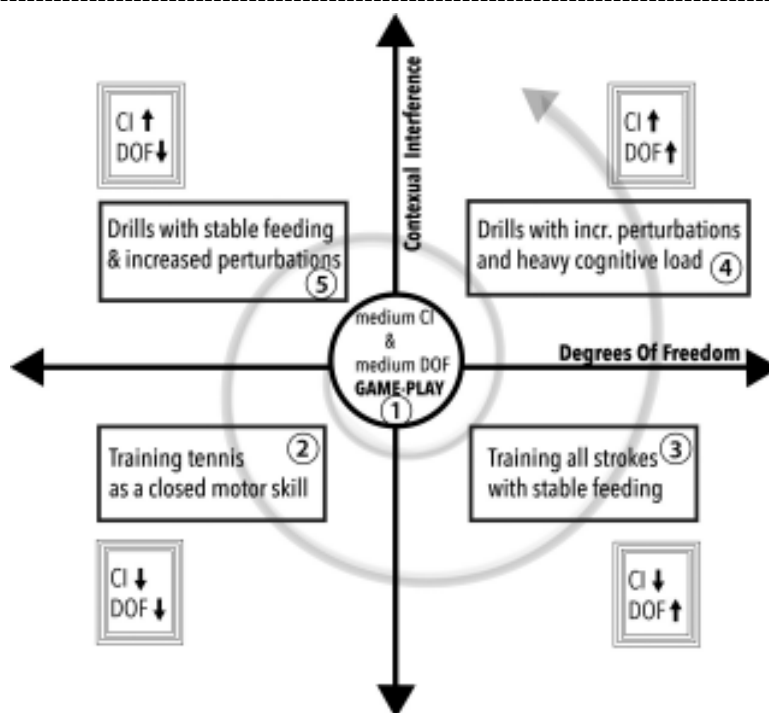 CI ↑
DOF ↓
Contexual Interference
CI ↑
DOF ↑
Drills with stable feeding
& increased perturbations
5
Drills with incr. perturbations
and heavy cognitive load
4
medium CI
&
medium DOF
GAME-PLAY
1
Degrees Of Freedom
2
Training tennis
as a closed motor skill
Training all strokes
3
with stable feeding
CI ↓
DOF ↓
CI ↓
DOF ↑